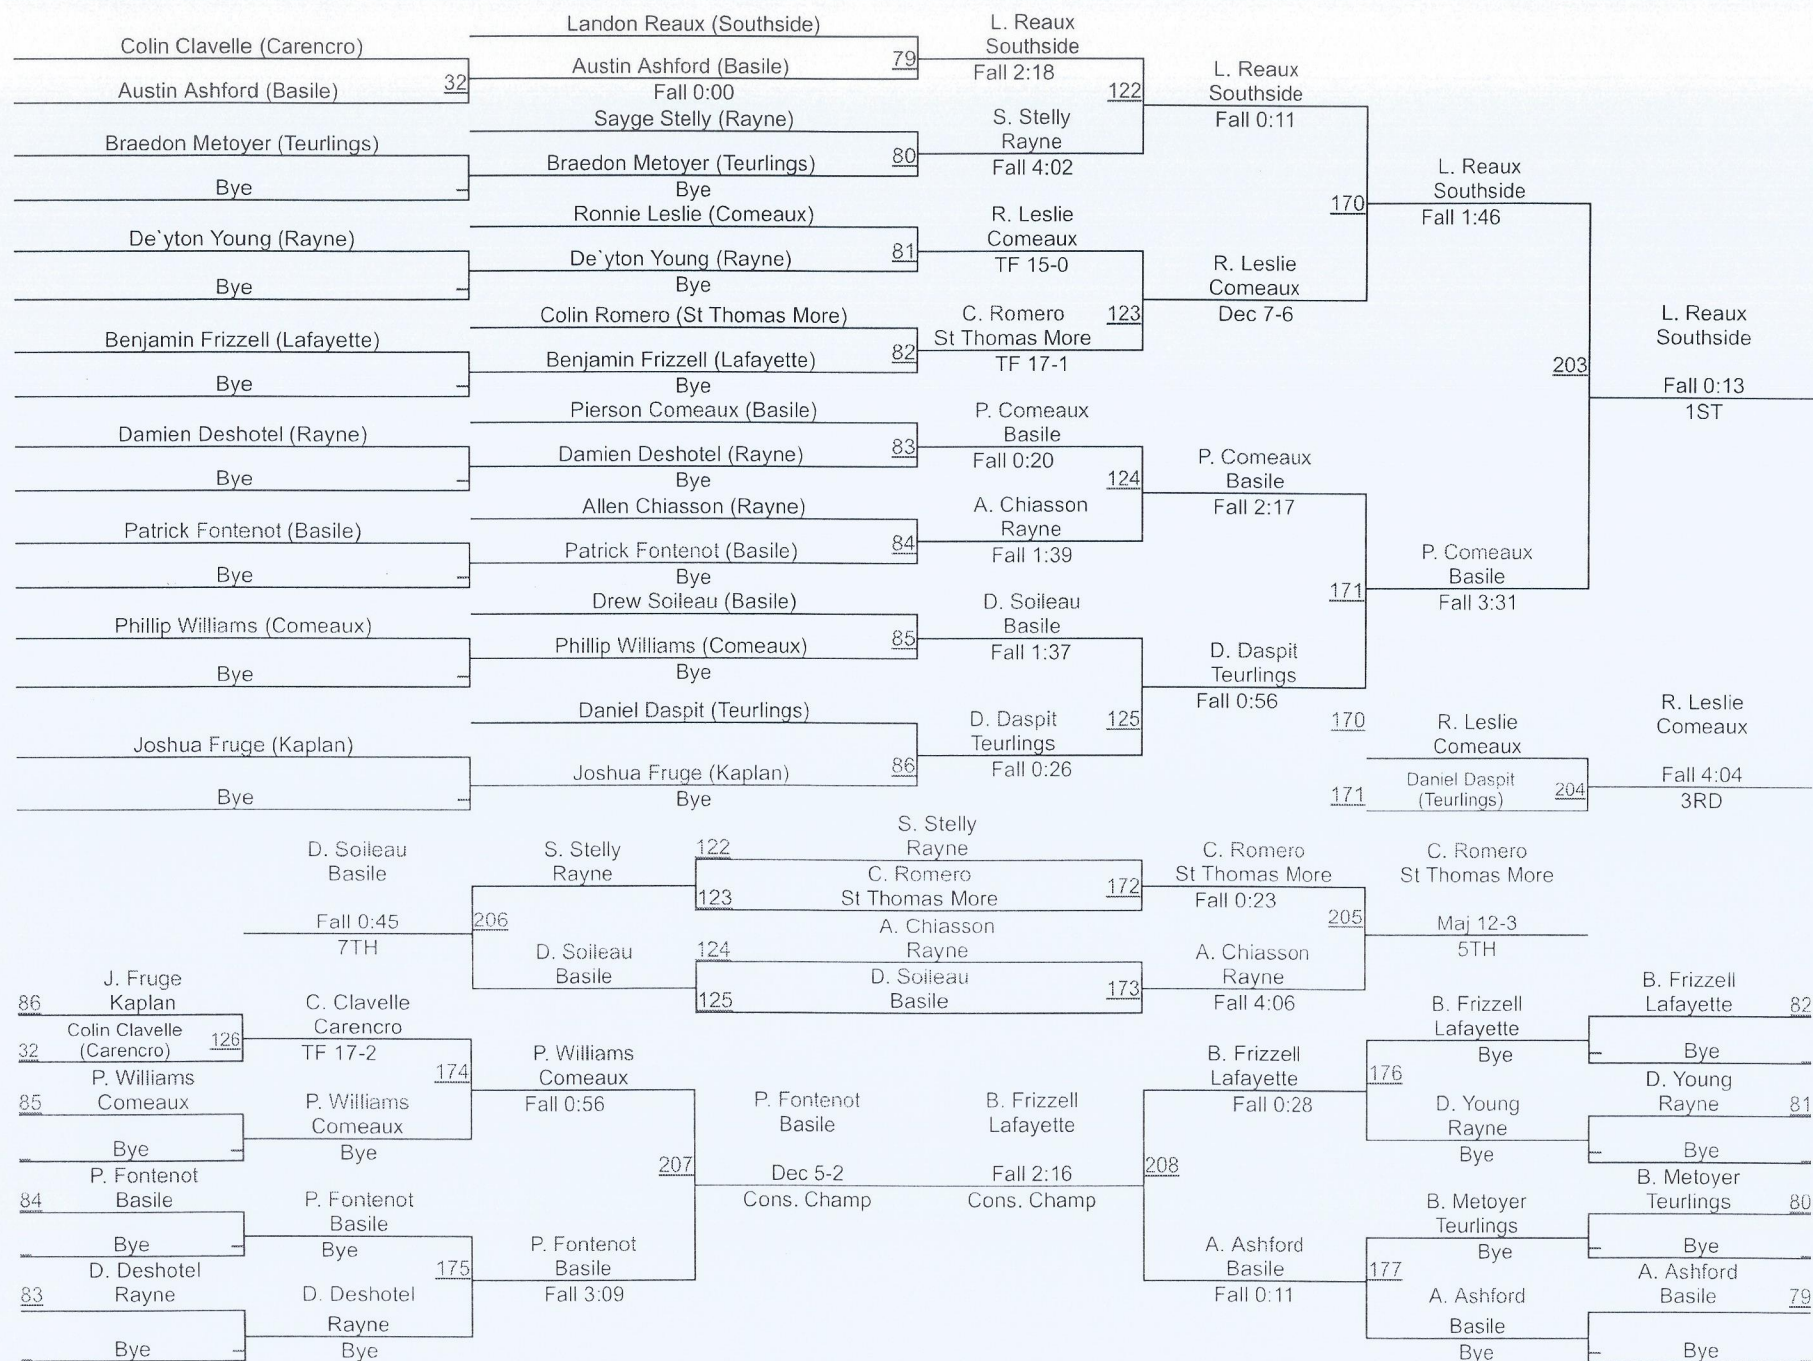 Colin Clavelle (Carencro)
Austin Ashford (Basile)
32
Braedon Metoyer (Teurlings)
Bye
De`yton Young (Rayne)
Bye
Benjamin Frizzell (Lafayette)
Bye
Damien Deshotel (Rayne)
Bye
Patrick Fontenot (Basile)
Bye
Phillip Williams (Comeaux)
Bye
Joshua Fruge (Kaplan)
Bye
Landon Reaux (Southside)
79
Austin Ashford (Basile)
Fall 0:00
Sayge Stelly (Rayne)
80
Braedon Metoyer (Teurlings)
Bye
Ronnie Leslie (Comeaux)
81
De`yton Young (Rayne)
Bye
Colin Romero (St Thomas More)
82
Benjamin Frizzell (Lafayette)
Bye
Pierson Comeaux (Basile)
83
Damien Deshotel (Rayne)
Bye
Allen Chiasson (Rayne)
84
Patrick Fontenot (Basile)
Bye
Drew Soileau (Basile)
85
Phillip Williams (Comeaux)
Bye
Daniel Daspit (Teurlings)
86
Joshua Fruge (Kaplan)
Bye
L. Reaux
Southside
Fall 2:18
122
S. Stelly
Rayne
Fall 4:02
R. Leslie
Comeaux
TF 15-0
123
C. Romero
St Thomas More
TF 17-1
P. Comeaux
Basile
Fall 0:20
124
A. Chiasson
Rayne
Fall 1:39
D. Soileau
Basile
Fall 1:37
125
D. Daspit
Teurlings
Fall 0:26
L. Reaux
Southside
Fall 0:11
170
R. Leslie
Comeaux
Dec 7-6
P. Comeaux
Basile
Fall 2:17
171
D. Daspit
Teurlings
Fall 0:56
L. Reaux
Southside
Fall 1:46
203
P. Comeaux
Basile
Fall 3:31
L. Reaux
Southside
Fall 0:13
1ST
170
R. Leslie
Comeaux
171
Daniel Daspit
(Teurlings)
204
R. Leslie
Comeaux
Fall 4:04
3RD
D. Soileau
Basile
Fall 0:45
7TH
206
S. Stelly
Rayne
D. Soileau
Basile
122
S. Stelly
Rayne
123
C. Romero
St Thomas More
172
124
A. Chiasson
Rayne
125
D. Soileau
Basile
173
C. Romero
St Thomas More
Fall 0:23
205
A. Chiasson
Rayne
Fall 4:06
C. Romero
St Thomas More
Maj 12-3
5TH
86
J. Fruge
Kaplan
32
Colin Clavelle
(Carencro)
126
85
P. Williams
Comeaux
Bye
84
P. Fontenot
Basile
Bye
83
D. Deshotel
Rayne
Bye
C. Clavelle
Carencro
TF 17-2
174
P. Williams
Comeaux
Bye
P. Fontenot
Basile
Bye
175
D. Deshotel
Rayne
Bye
P. Williams
Comeaux
Fall 0:56
207
P. Fontenot
Basile
Fall 3:09
P. Fontenot
Basile
Dec 5-2
Cons. Champ
B. Frizzell
Lafayette
Fall 2:16
Cons. Champ
208
B. Frizzell
Lafayette
Fall 0:28
A. Ashford
Basile
Fall 0:11
B. Frizzell
Lafayette
Bye
176
D. Young
Rayne
Bye
B. Metoyer
Teurlings
Bye
177
A. Ashford
Basile
Bye
B. Frizzell
Lafayette
82
Bye
D. Young
Rayne
81
Bye
B. Metoyer
Teurlings
80
Bye
A. Ashford
Basile
79
Bye